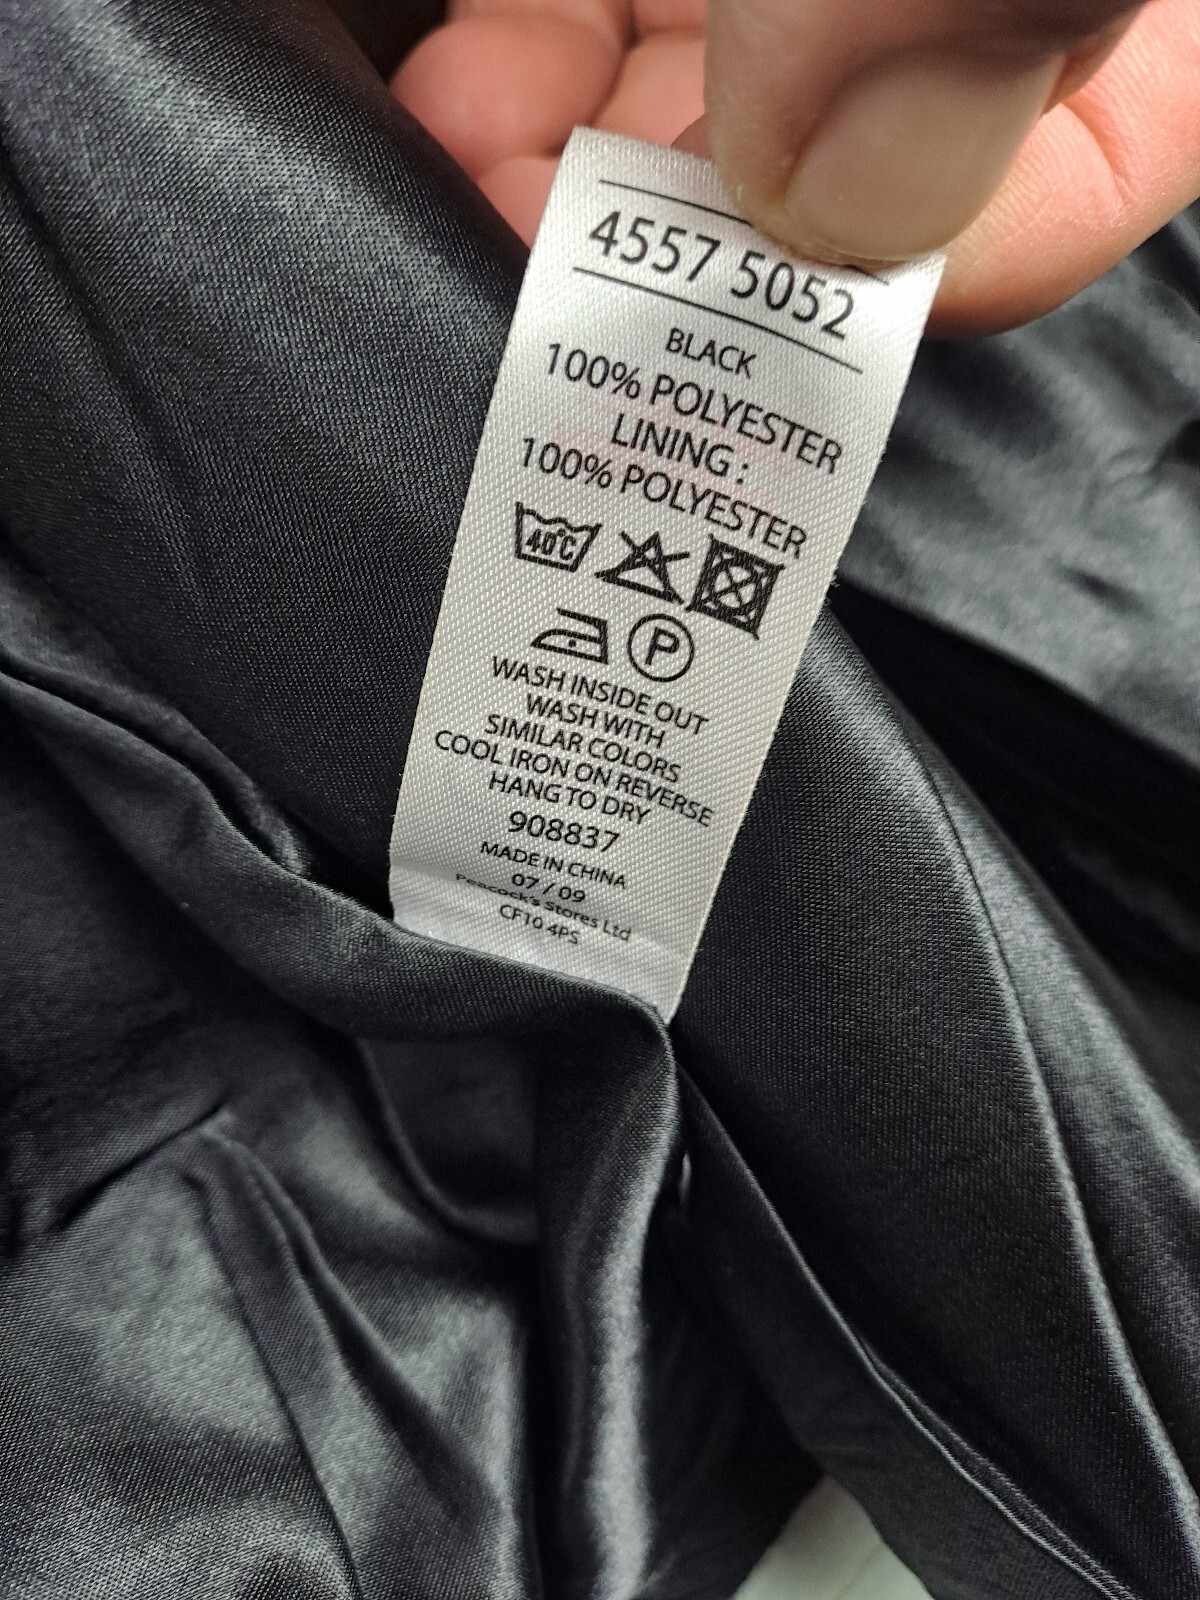 4557 5052
BLACK
100% POLYESTER
LINING :
100% POLYESTER
40°C
P
WASH INSIDE OUT
WASH WITH
SIMILAR COLORS
COOL IRON ON REVERSE
HANG TO DRY
908837
MADE IN CHINA
07 / 09
Peacock's Stores Ltd
CF10 4PS